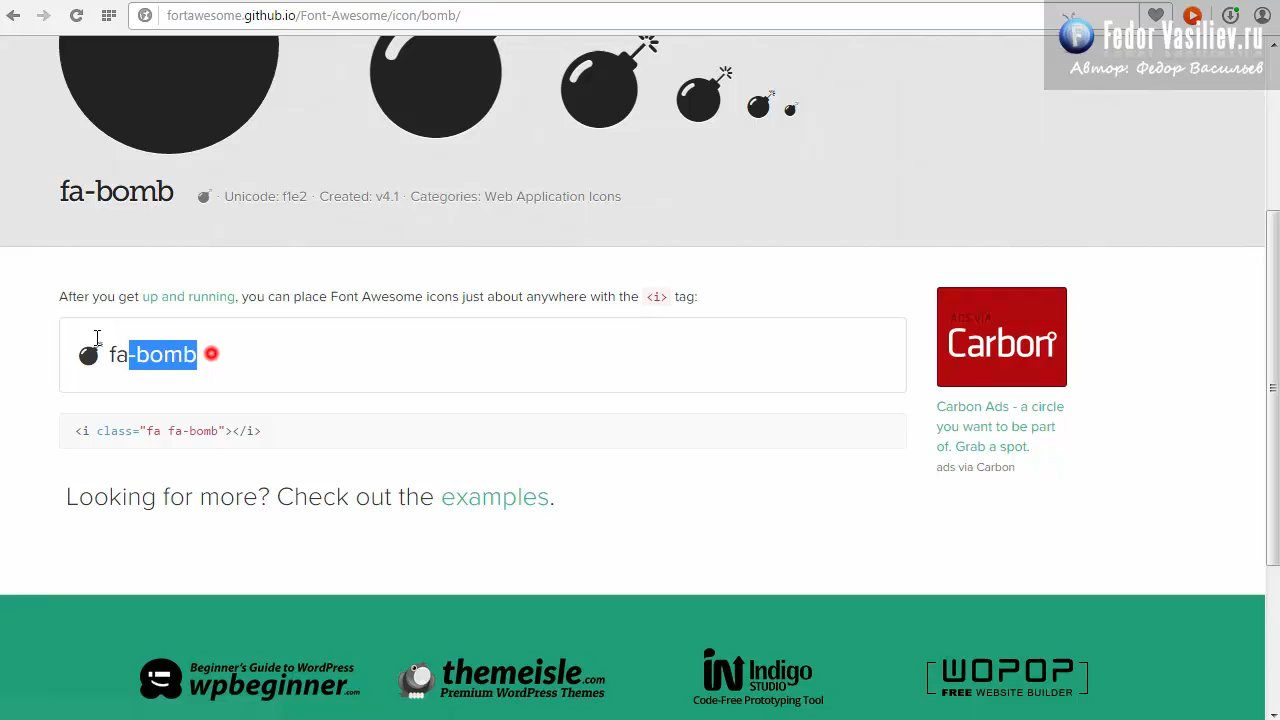 fortawesome.github.io/Font-Awesome/icon/bomb/
Fedor Vasiliev.ru
Автор: Федор Васильев
fa-bomb · Unicode: f1e2 · Created: v4.1 · Categories: Web Application Icons
After you get up and running, you can place Font Awesome icons just about anywhere with the <i> tag:
fa-bomb
<i class="fa fa-bomb"></i>
Looking for more? Check out the examples.
ADS VIA
Carbon
Carbon Ads - a circle
you want to be part
of. Grab a spot.
ads via Carbon
Beginner's Guide to WordPress
wpbeginner.com
themeisle.com
Premium WordPress Themes
IN Indigo
STUDIO
Code-Free Prototyping Tool
WOPOP
FREE WEBSITE BUILDER